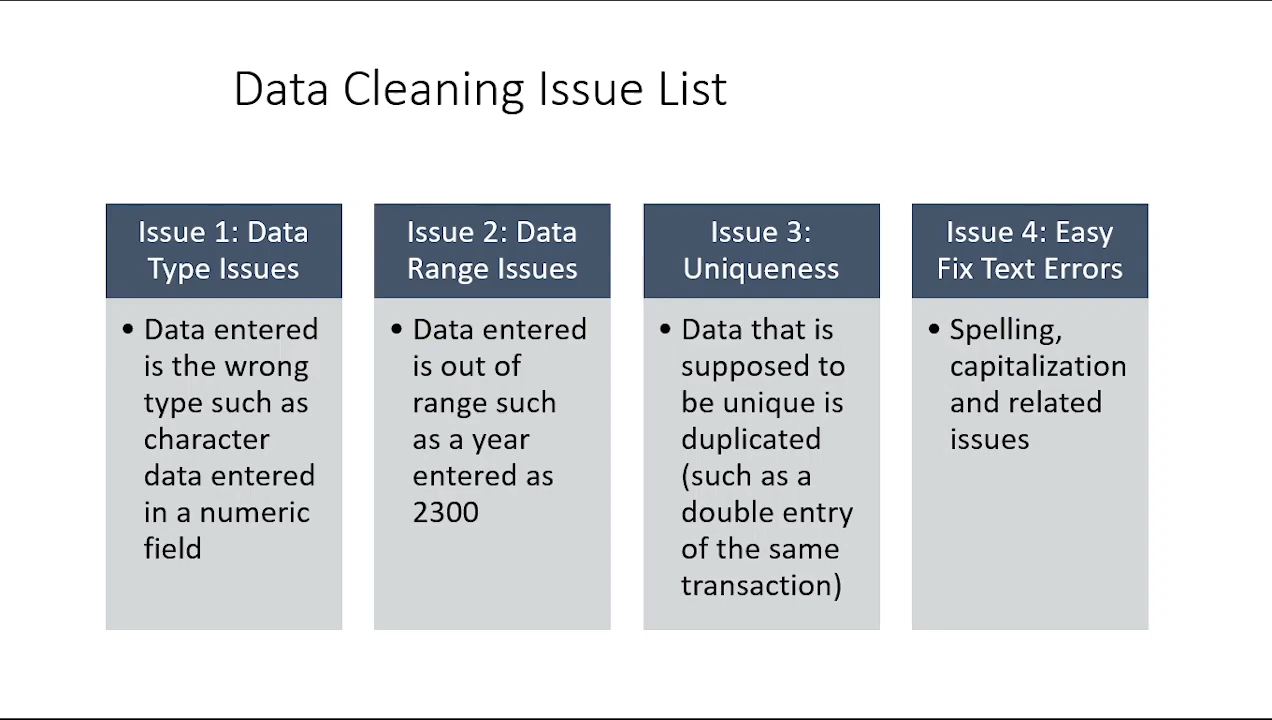 Data Cleaning Issue List
Issue 1: Data
Type Issues
• Data entered
is the wrong
type such as
character
data entered
in a numeric
field
Issue 2: Data
Range Issues
• Data entered
is out of
range such
as a year
entered as
2300
Issue 3:
Uniqueness
• Data that is
supposed to
be unique is
duplicated
(such as a
double entry
of the same
transaction)
Issue 4: Easy
Fix Text Errors
• Spelling,
capitalization
and related
issues